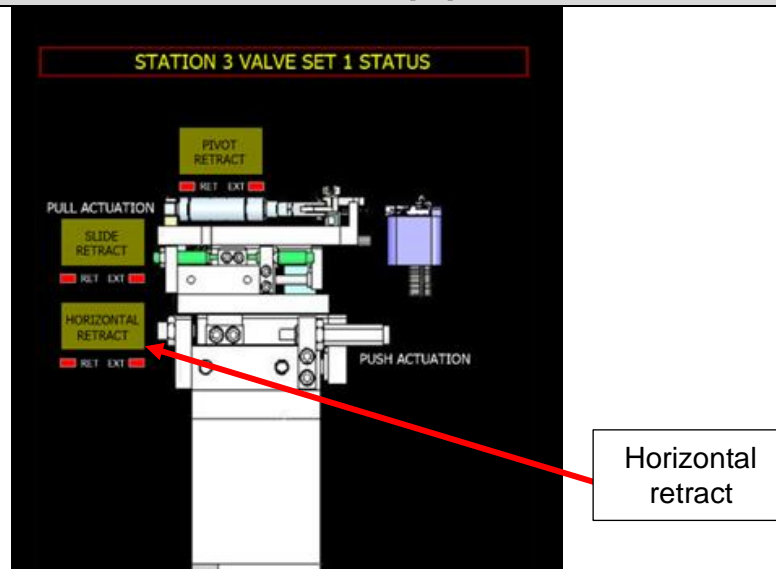 STATION 3 VALVE SET 1 STATUS
PIVOT
RETRACT
RET EXT
PULL ACTUATION
SLIDE
RETRACT
RET EXT
HORIZONTAL
RETRACT
RET EXT
PUSH ACTUATION
Horizontal
retract